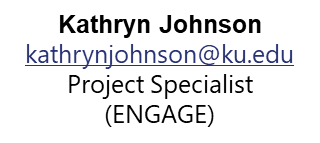 Kathryn Johnson
kathrynjohnson@ku.edu
Project Specialist
(ENGAGE)